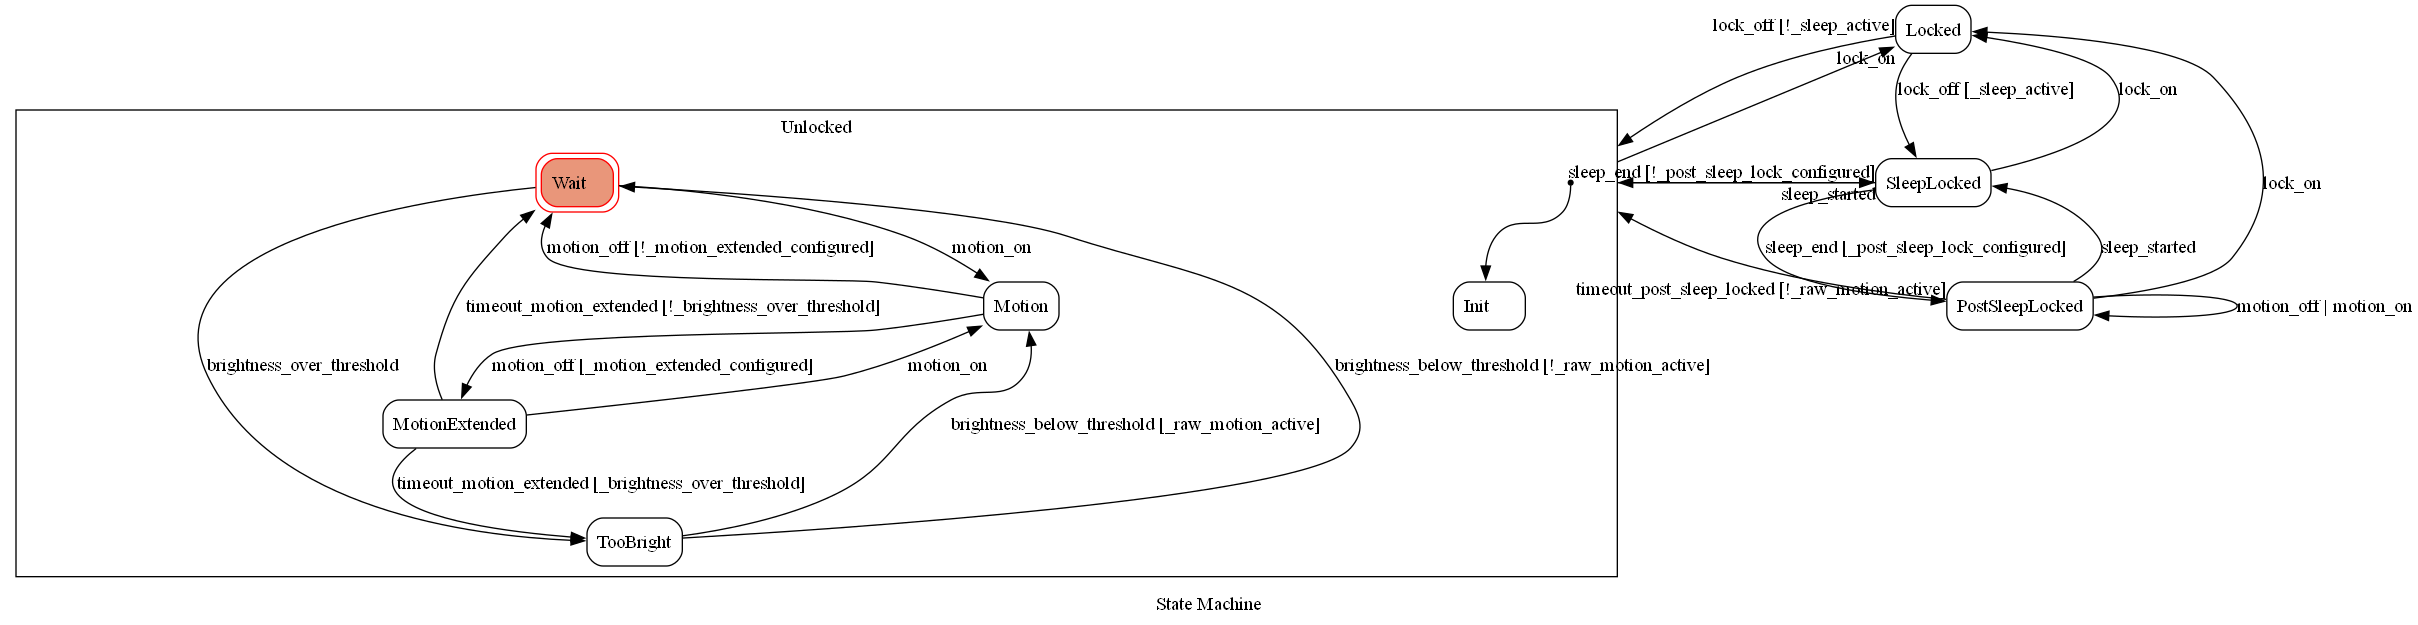 lock_off [!_sleep_active]
Locked
lock_on
lock_off [_sleep_active]
lock_on
Unlocked
Wait
sleep_end [!_post_sleep_lock_configured]
sleep_started
SleepLocked
lock_on
motion_off [!_motion_extended_configured]
motion_on
sleep_end [_post_sleep_lock_configured]
sleep_started
timeout_motion_extended [!_brightness_over_threshold]
Motion
Init
timeout_post_sleep_locked [!_raw_motion_active]
PostSleepLocked
motion_off | motion_on
brightness_over_threshold
motion_off [_motion_extended_configured]
motion_on
brightness_below_threshold [!_raw_motion_active]
MotionExtended
brightness_below_threshold [_raw_motion_active]
timeout_motion_extended [_brightness_over_threshold]
TooBright
State Machine